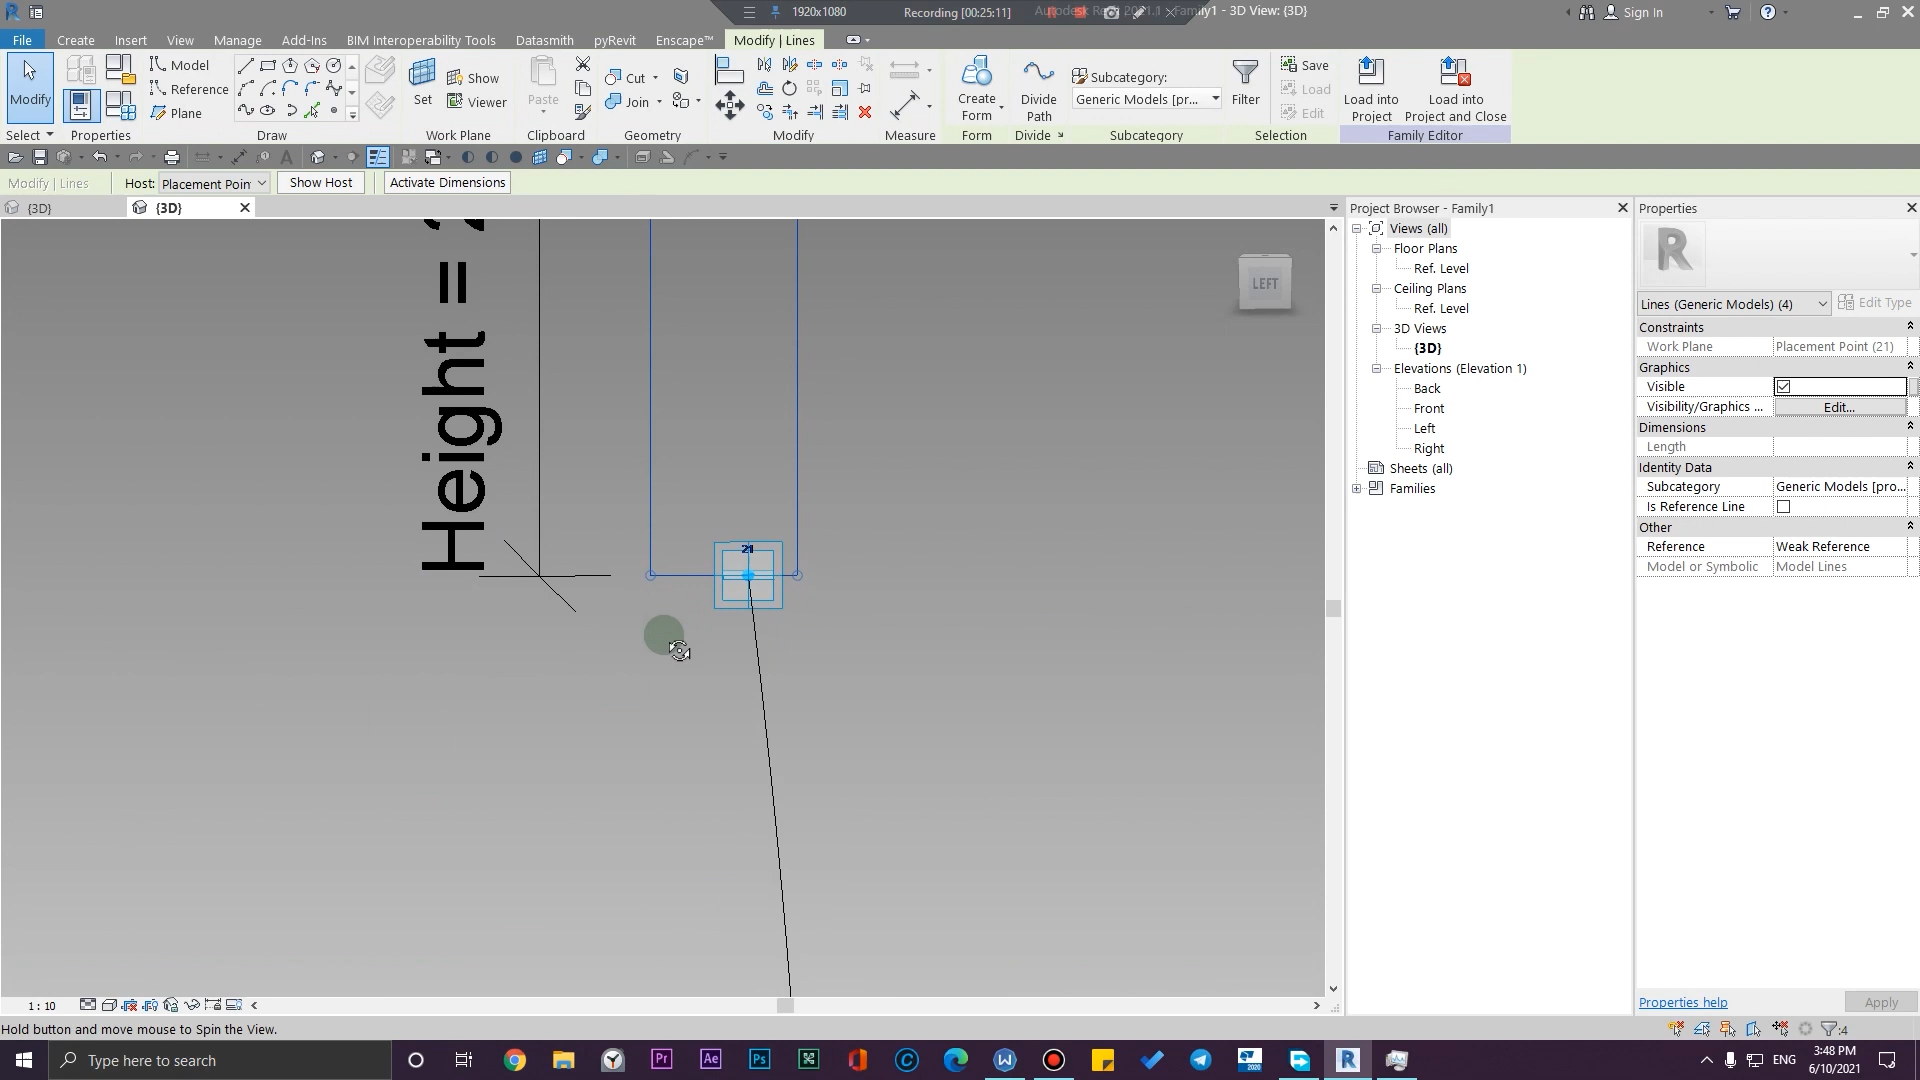 1920x1080 Recording [00:25:11] Family1 - 3D View: {3D} Sign In
File Create Insert View Manage Add-Ins BIM Interoperability Tools Datasmith pyRevit Enscape™ Modify | Lines
Modify Model Reference Plane Set Show Viewer Paste Cut Join Create Form Divide Path Subcategory: Generic Models [pr... Filter Save Load Edit Load into Project Load into Project and Close
Select Properties Draw Work Plane Clipboard Geometry Modify Measure Form Divide Subcategory Selection Family Editor
Modify | Lines Host: Placement Poin Show Host Activate Dimensions
{3D} {3D}
Height =
21
LEFT
Project Browser - Family1
Views (all)
Floor Plans
Ref. Level
Ceiling Plans
Ref. Level
3D Views
{3D}
Elevations (Elevation 1)
Back
Front
Left
Right
Sheets (all)
Families
Properties
Lines (Generic Models) (4) Edit Type
Constraints
Work Plane Placement Point (21)
Graphics
Visible
Visibility/Graphics ... Edit...
Dimensions
Length
Identity Data
Subcategory Generic Models [pro...
Is Reference Line
Other
Reference Weak Reference
Model or Symbolic Model Lines
Properties help Apply
1 : 10
Hold button and move mouse to Spin the View.
:4
Type here to search
ENG
3:48 PM
6/10/2021